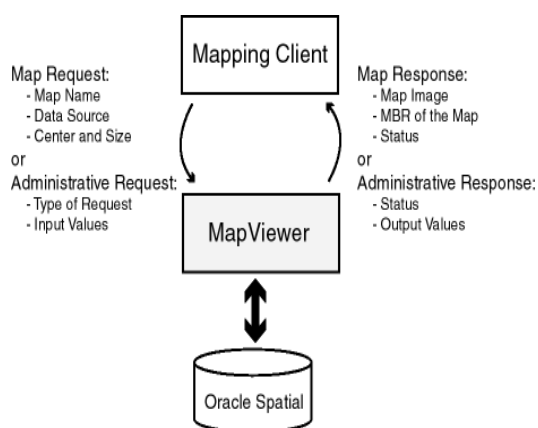 Mapping Client
Map Request:
- Map Name
- Data Source
- Center and Size
or
Administrative Request:
- Type of Request
- Input Values
Map Response:
- Map Image
- MBR of the Map
- Status
or
Administrative Response:
- Status
- Output Values
MapViewer
Oracle Spatial